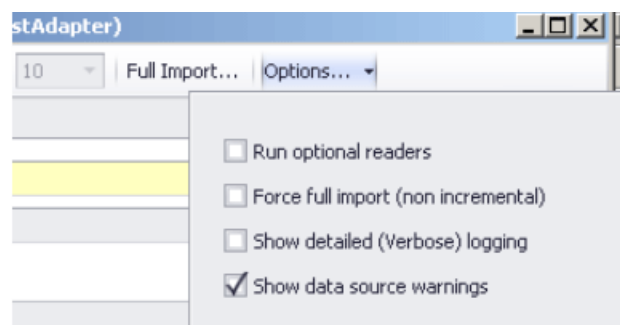 stAdapter)
10 Full Import... Options...
Run optional readers
Force full import (non incremental)
Show detailed (Verbose) logging
Show data source warnings